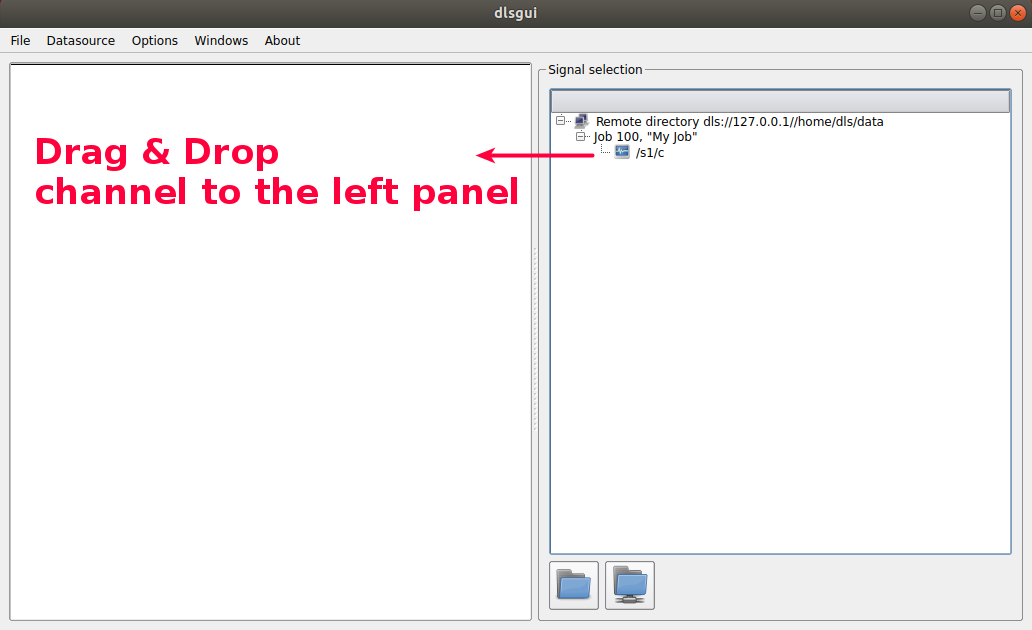 dlsgui
File Datasource Options Windows About
Signal selection
Remote directory dls://127.0.0.1//home/dls/data
Job 100, "My Job"
/s1/c
Drag & Drop
channel to the left panel